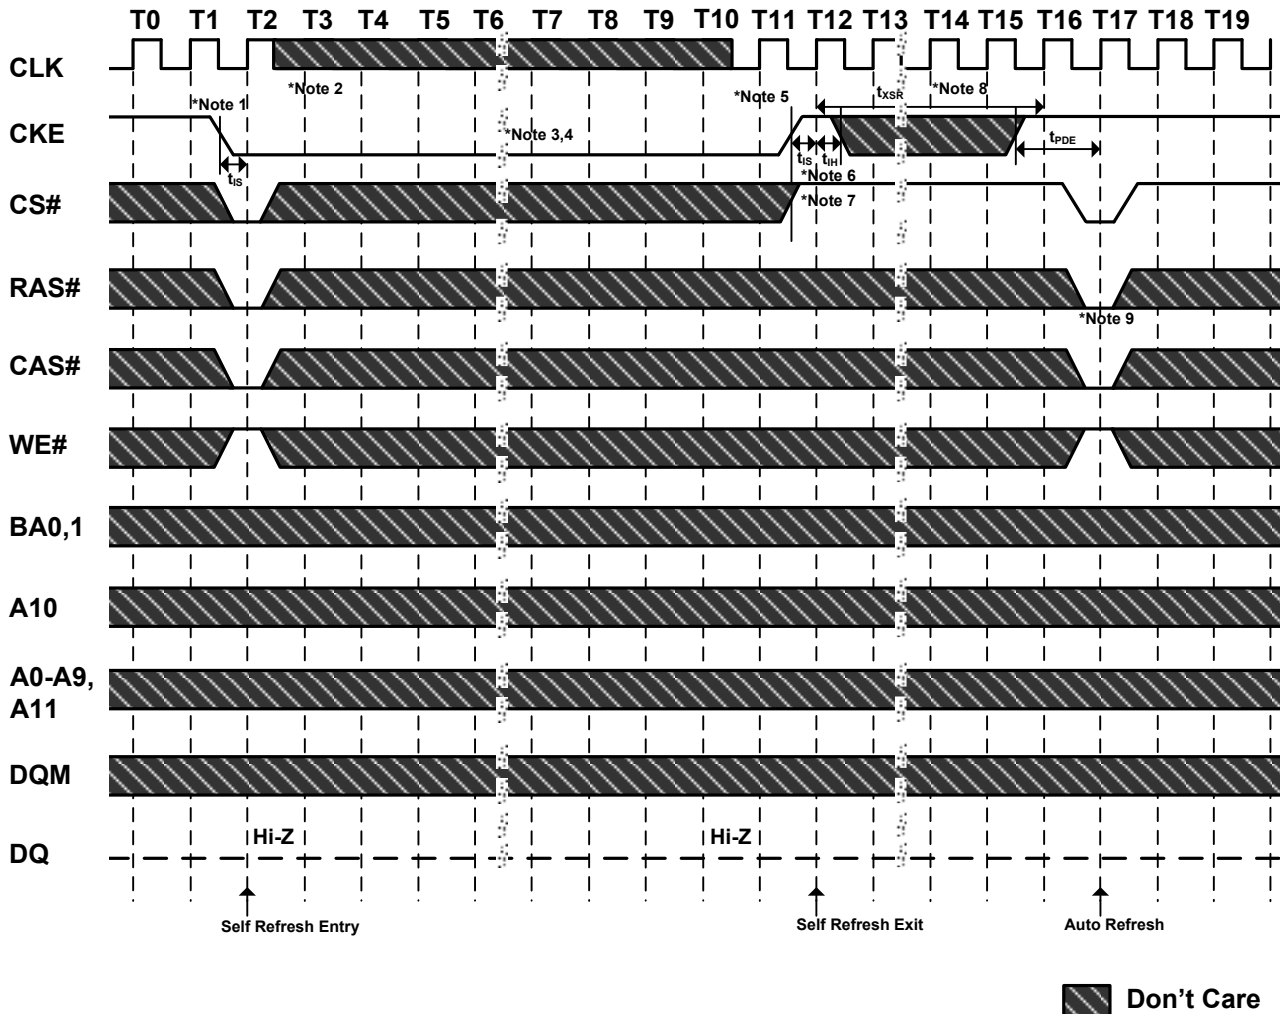 T0 T1 T2 T3 T4 T5 T6 T7 T8 T9 T10 T11 T12 T13 T14 T15 T16 T17 T18 T19
CLK
*Note 2
*Note 5
tXSR
*Note 8
*Note 1
CKE
*Note 3,4
tIS
tIS
tIH
tPDE
*Note 6
CS#
*Note 7
RAS#
*Note 9
CAS#
WE#
BA0,1
A10
A0-A9,
A11
DQM
Hi-Z
Hi-Z
DQ
Self Refresh Entry
Self Refresh Exit
Auto Refresh
Don't Care